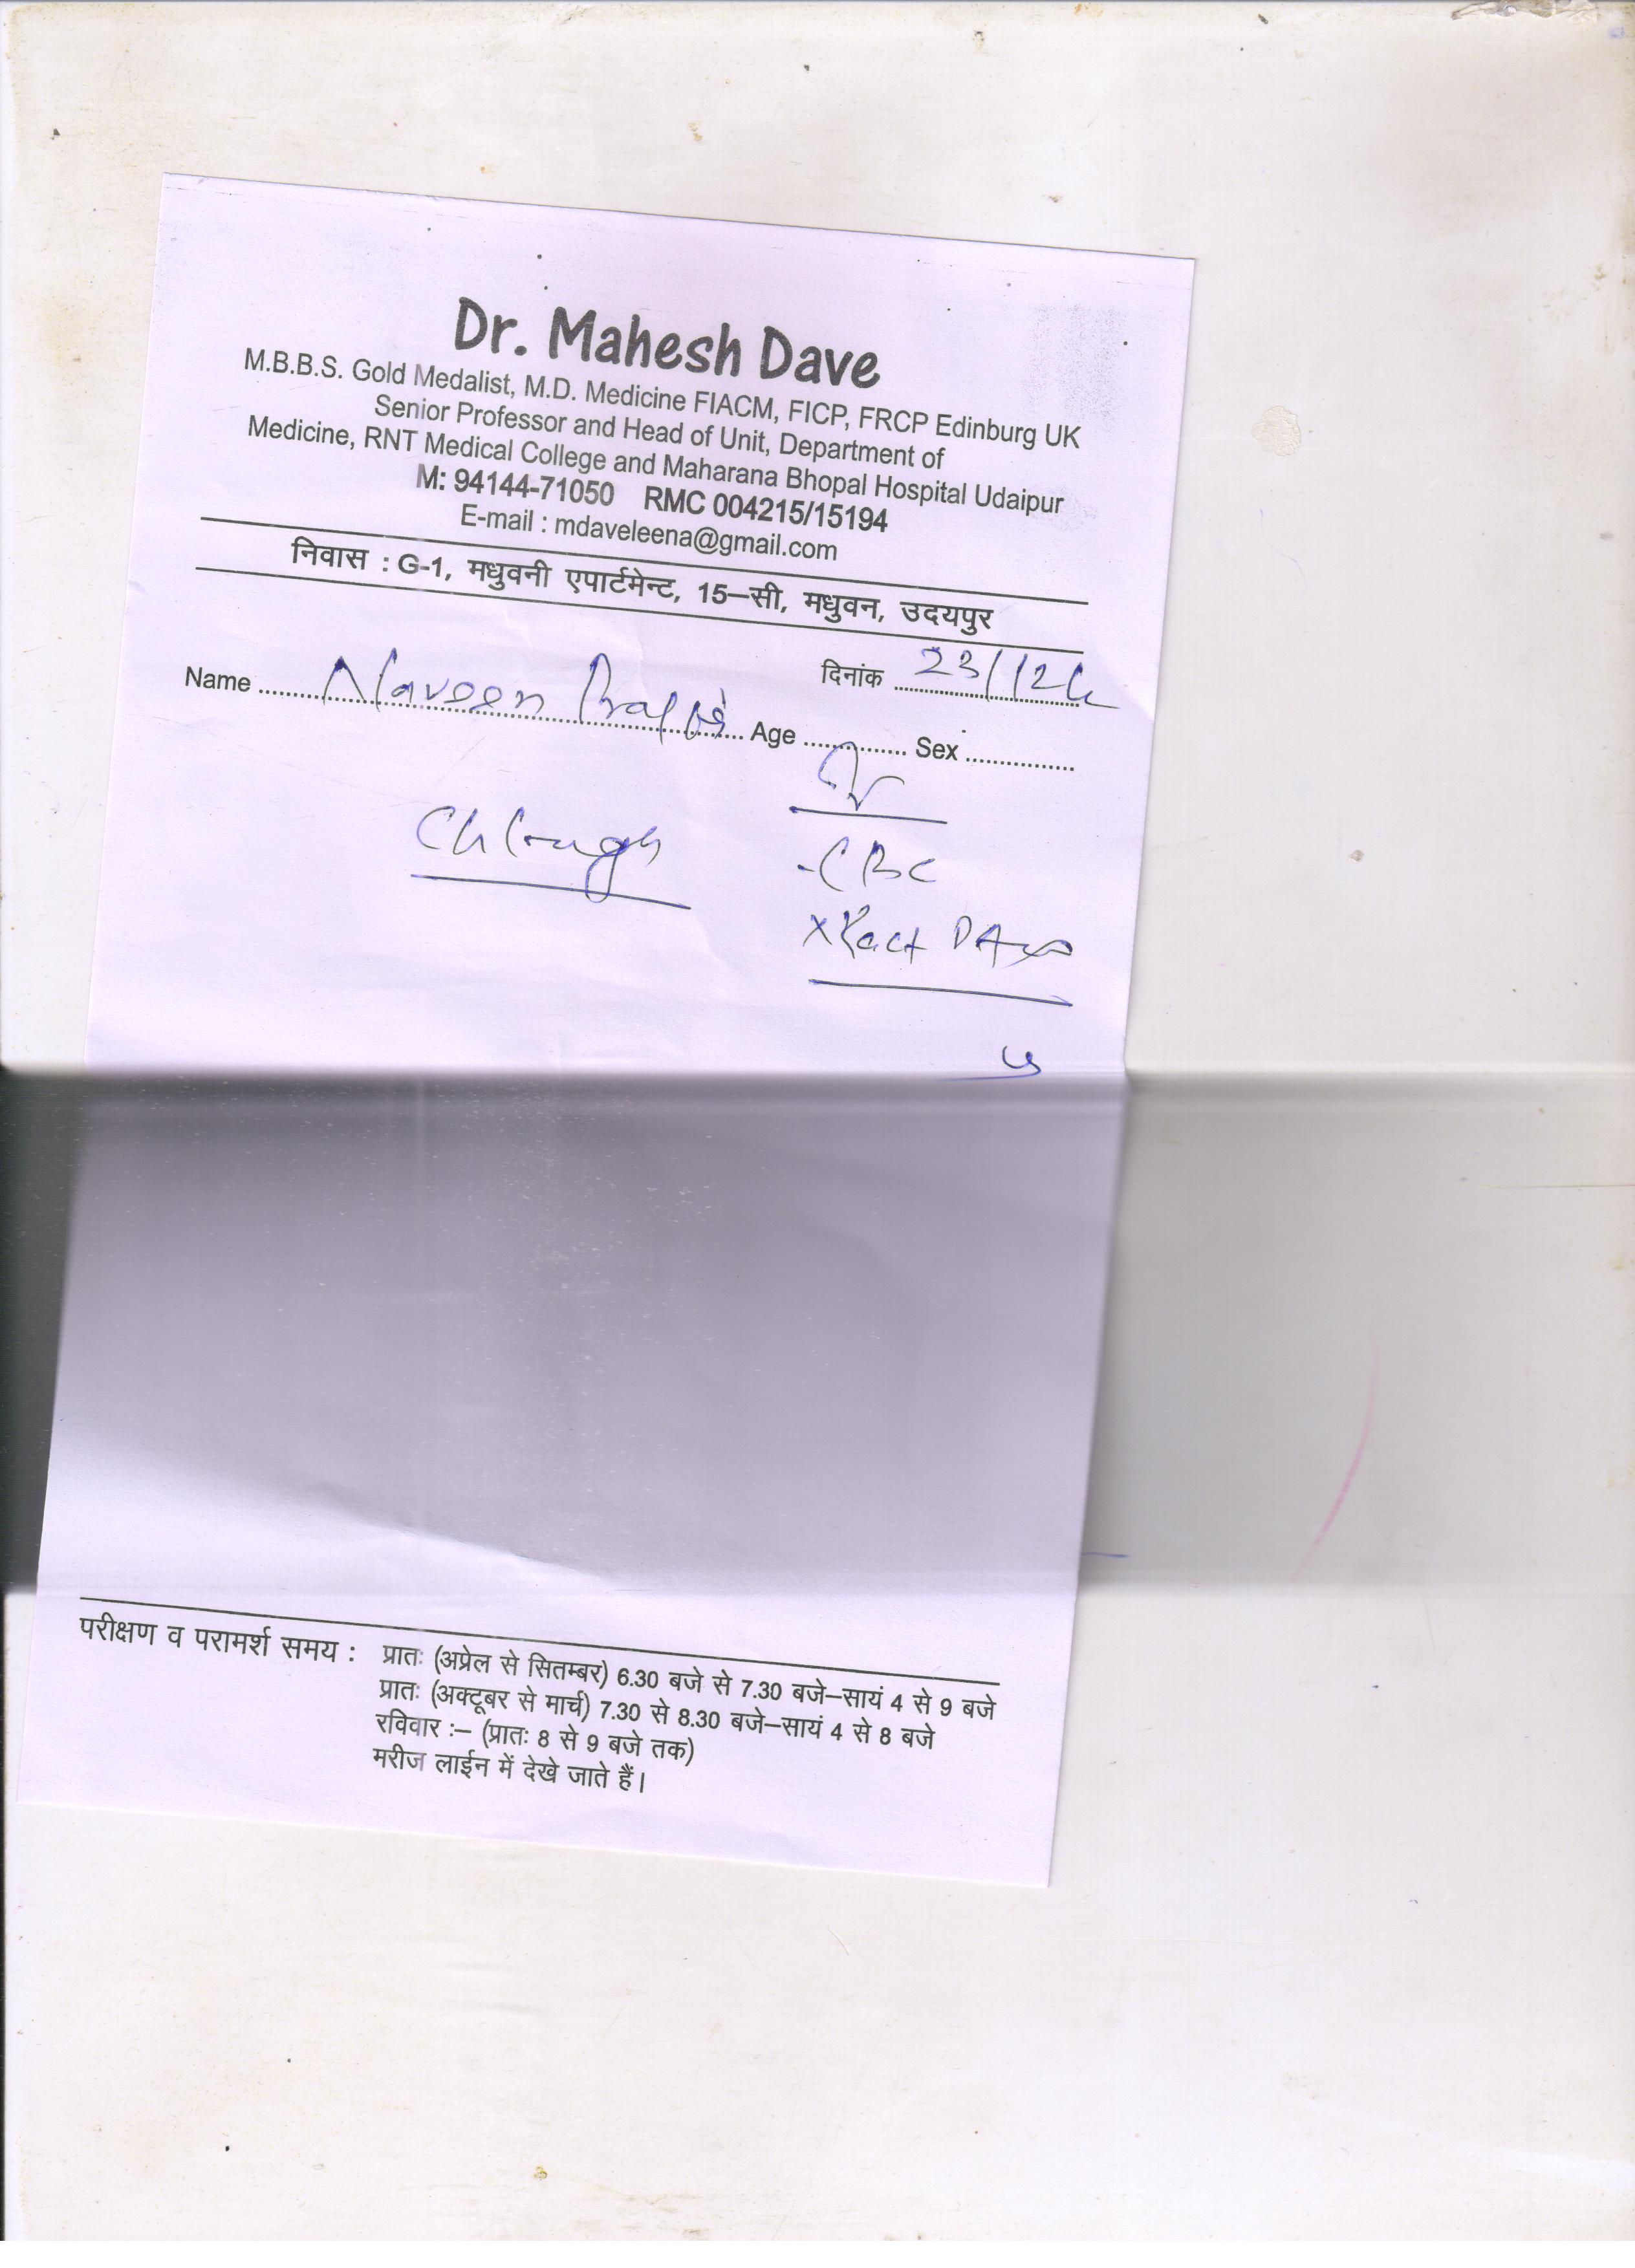 Dr. Mahesh Dave
M.B.B.S. Gold Medalist, M.D. Medicine FIACM, FICP, FRCP Edinburg UK
Senior Professor and Head of Unit, Department of
Medicine, RNT Medical College and Maharana Bhopal Hospital Udaipur
M: 94144-71050 RMC 004215/15194
E-mail : mdaveleena@gmail.com
निवास : G-1, मधुवनी एपार्टमेन्ट, 15–सी, मधुवन, उदयपुर
दिनांक 23/12
Name Naveen Age Sex
CBC
परीक्षण व परामर्श समय : प्रातः (अप्रेल से सितम्बर) 6.30 बजे से 7.30 बजे–सायं 4 से 9 बजे
प्रातः (अक्टूबर से मार्च) 7.30 से 8.30 बजे–सायं 4 से 8 बजे
रविवार :– (प्रातः 8 से 9 बजे तक)
मरीज लाईन में देखे जाते हैं।